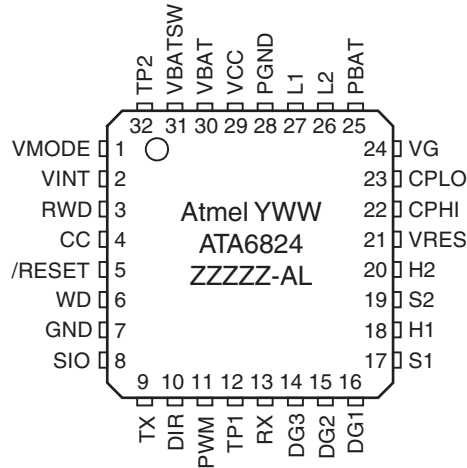 TP2 VBATSW VBAT VCC PGND L1 L2 PBAT
32 31 30 29 28 27 26 25
VMODE 1 24 VG
VINT 2 23 CPLO
RWD 3 22 CPHI
CC 4 21 VRES
/RESET 5 20 H2
WD 6 19 S2
GND 7 18 H1
SIO 8 17 S1
Atmel YWW
ATA6824
ZZZZZ-AL
9 10 11 12 13 14 15 16
TX DIR PWM TP1 RX DG3 DG2 DG1